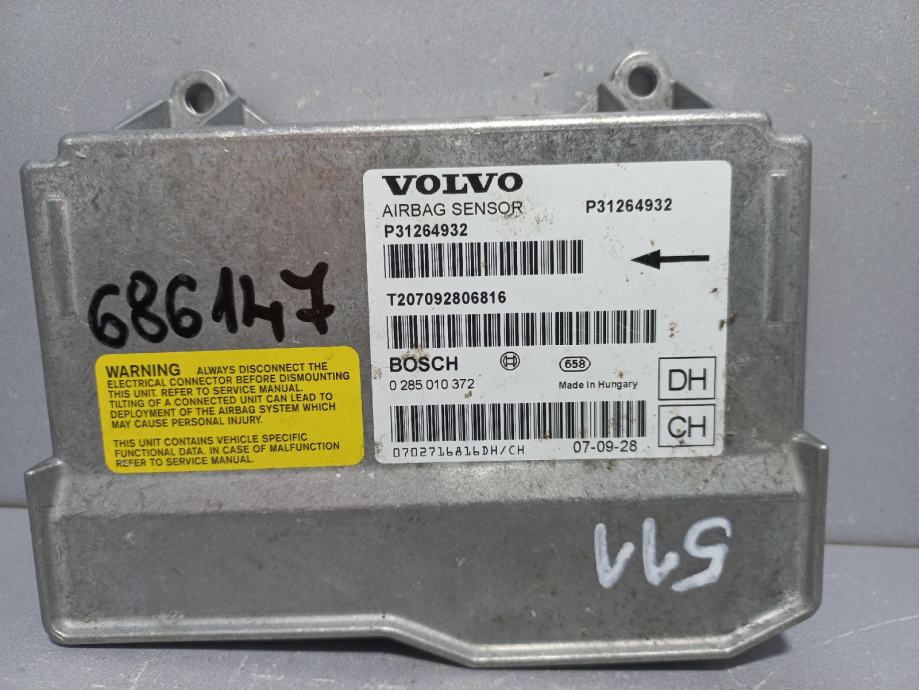 VOLVO
AIRBAG SENSOR P31264932
P31264932
T207092806816
BOSCH 658
0 285 010 372 Made in Hungary
DH
CH
0702716816DH/CH 07-09-28
686147
WARNING ALWAYS DISCONNECT THE
ELECTRICAL CONNECTOR BEFORE DISMOUNTING
THIS UNIT. REFER TO SERVICE MANUAL.
TILTING OF A CONNECTED UNIT CAN LEAD TO
DEPLOYMENT OF THE AIRBAG SYSTEM WHICH
MAY CAUSE PERSONAL INJURY.
THIS UNIT CONTAINS VEHICLE SPECIFIC
FUNCTIONAL DATA. IN CASE OF MALFUNCTION
REFER TO SERVICE MANUAL.
511